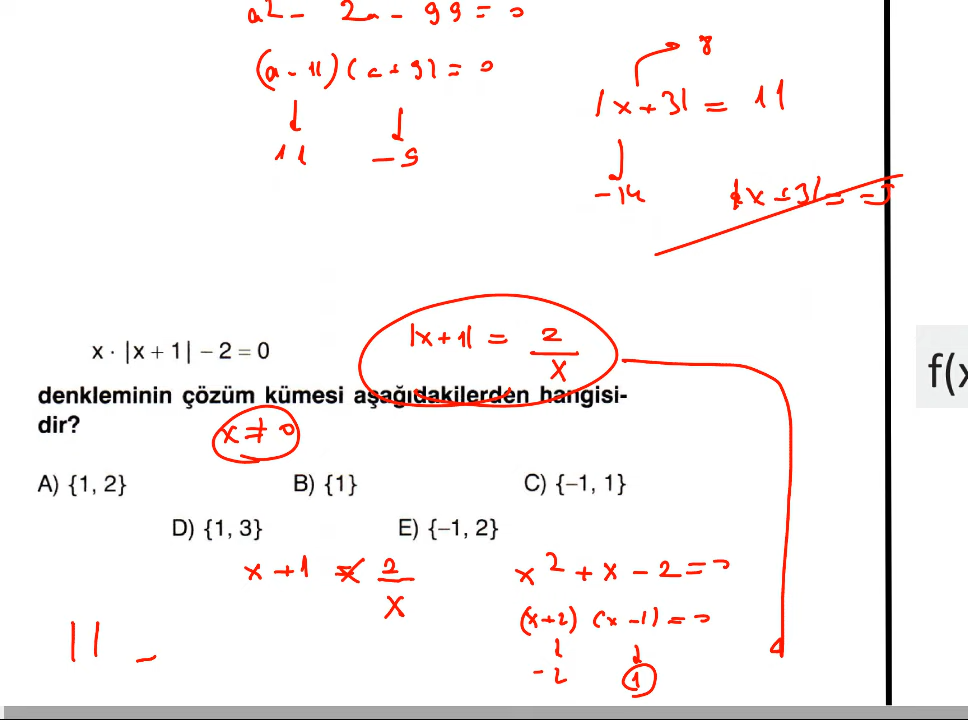 a² - 2a - 99 = 0
(a - 11) (a + 9) = 0
11 -9
8
|x + 3| = 11
-14
|x + 3| = -9
x · |x + 1| − 2 = 0
|x + 1| = 2/x
denkleminin çözüm kümesi aşağıdakilerden hangisi-
dir?
x ≠ 0
A) {1, 2} B) {1} C) {−1, 1}
D) {1, 3} E) {−1, 2}
f(x
x + 1 = 2/x
x² + x - 2 = 0
(x+2) (x-1) = 0
-2 1